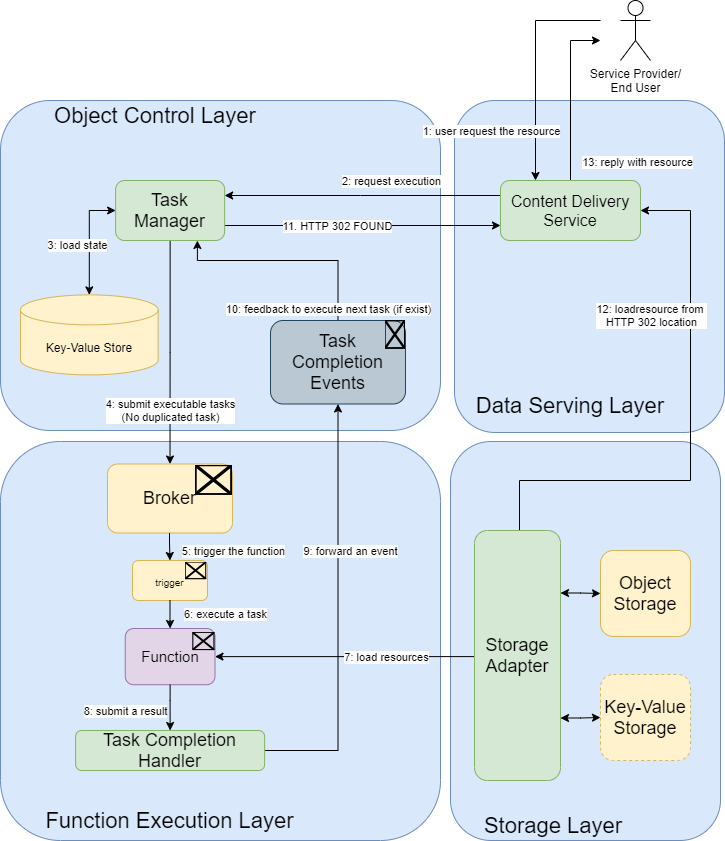 Service Provider/
End User
Object Control Layer
1: user request the resource
13: reply with resource
2: request execution
Task
Manager
Content Delivery
Service
11. HTTP 302 FOUND
3: load state
10: feedback to execute next task (if exist)
12: loadresource from
HTTP 302 location
Key-Value Store
Task
Completion
Events
4: submit executable tasks
(No duplicated task)
Data Serving Layer
Broker
5: trigger the function
9: forward an event
trigger
6: execute a task
Object
Storage
Function
7: load resources
Storage
Adapter
8: submit a result
Key-Value
Storage
Task Completion
Handler
Function Execution Layer
Storage Layer